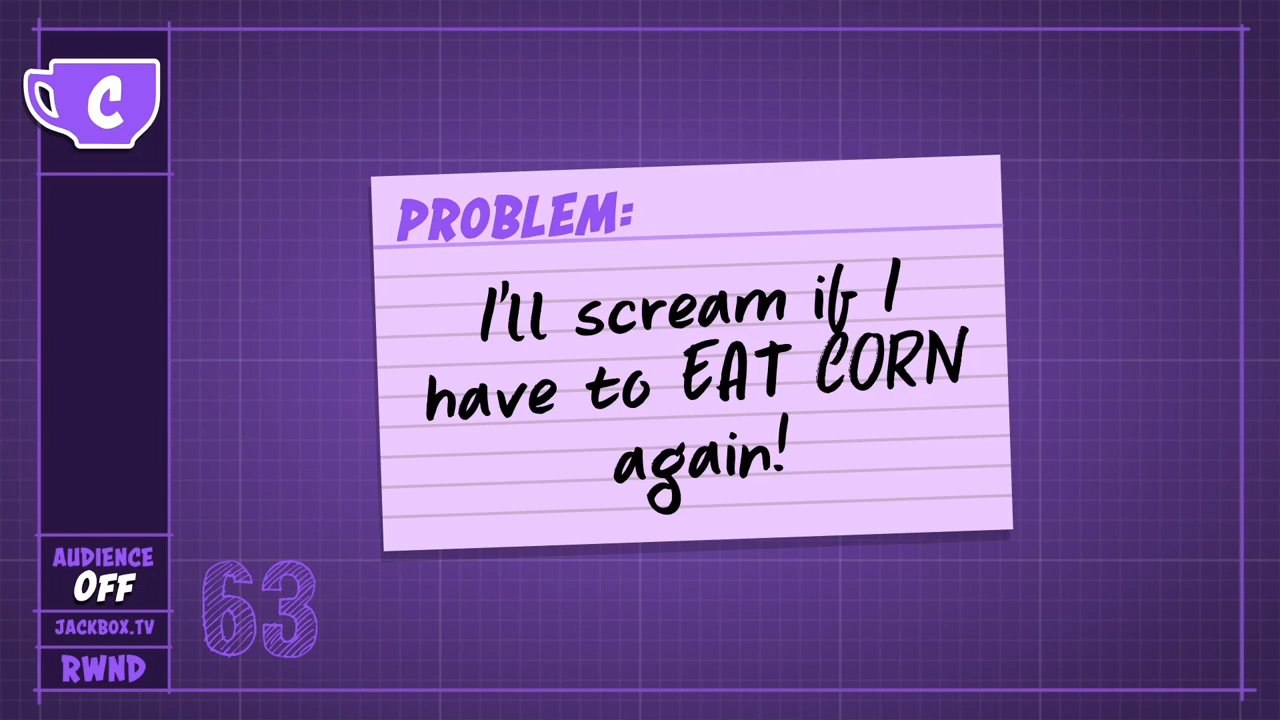 C
PROBLEM:
I'll scream if I
have to EAT CORN
again!
AUDIENCE
OFF
JACKBOX.TV
RWND
63